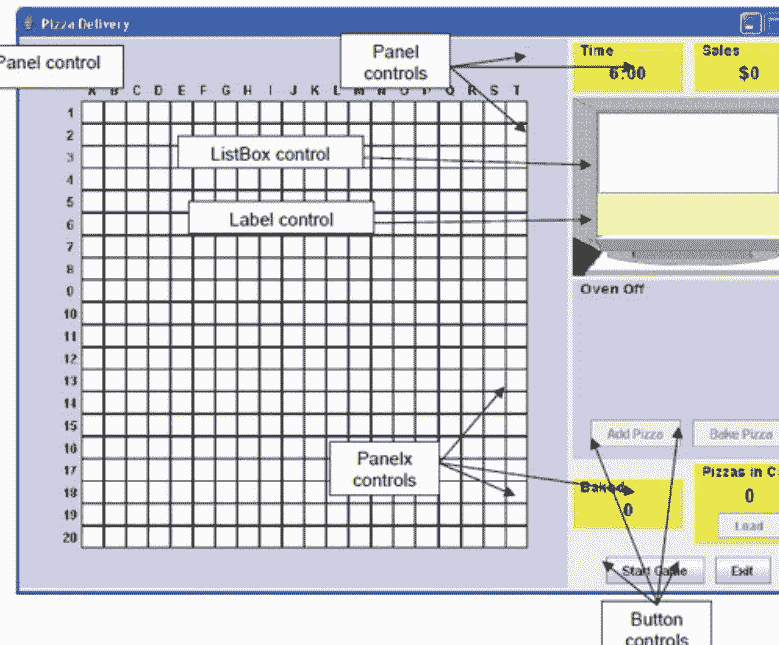 Pizza Delivery
Panel control
Panel
controls
Time
6:00
Sales
$0
A B C D E F G H I J K L M N O P Q R S T
1
2
3
4
5
6
7
8
9
10
11
12
13
14
15
16
17
18
19
20
ListBox control
Label control
Oven Off
Add Pizza
Bake Pizza
Panelx
controls
Baked
0
Pizzas in C
0
Load
Start Game
Exit
Button
controls